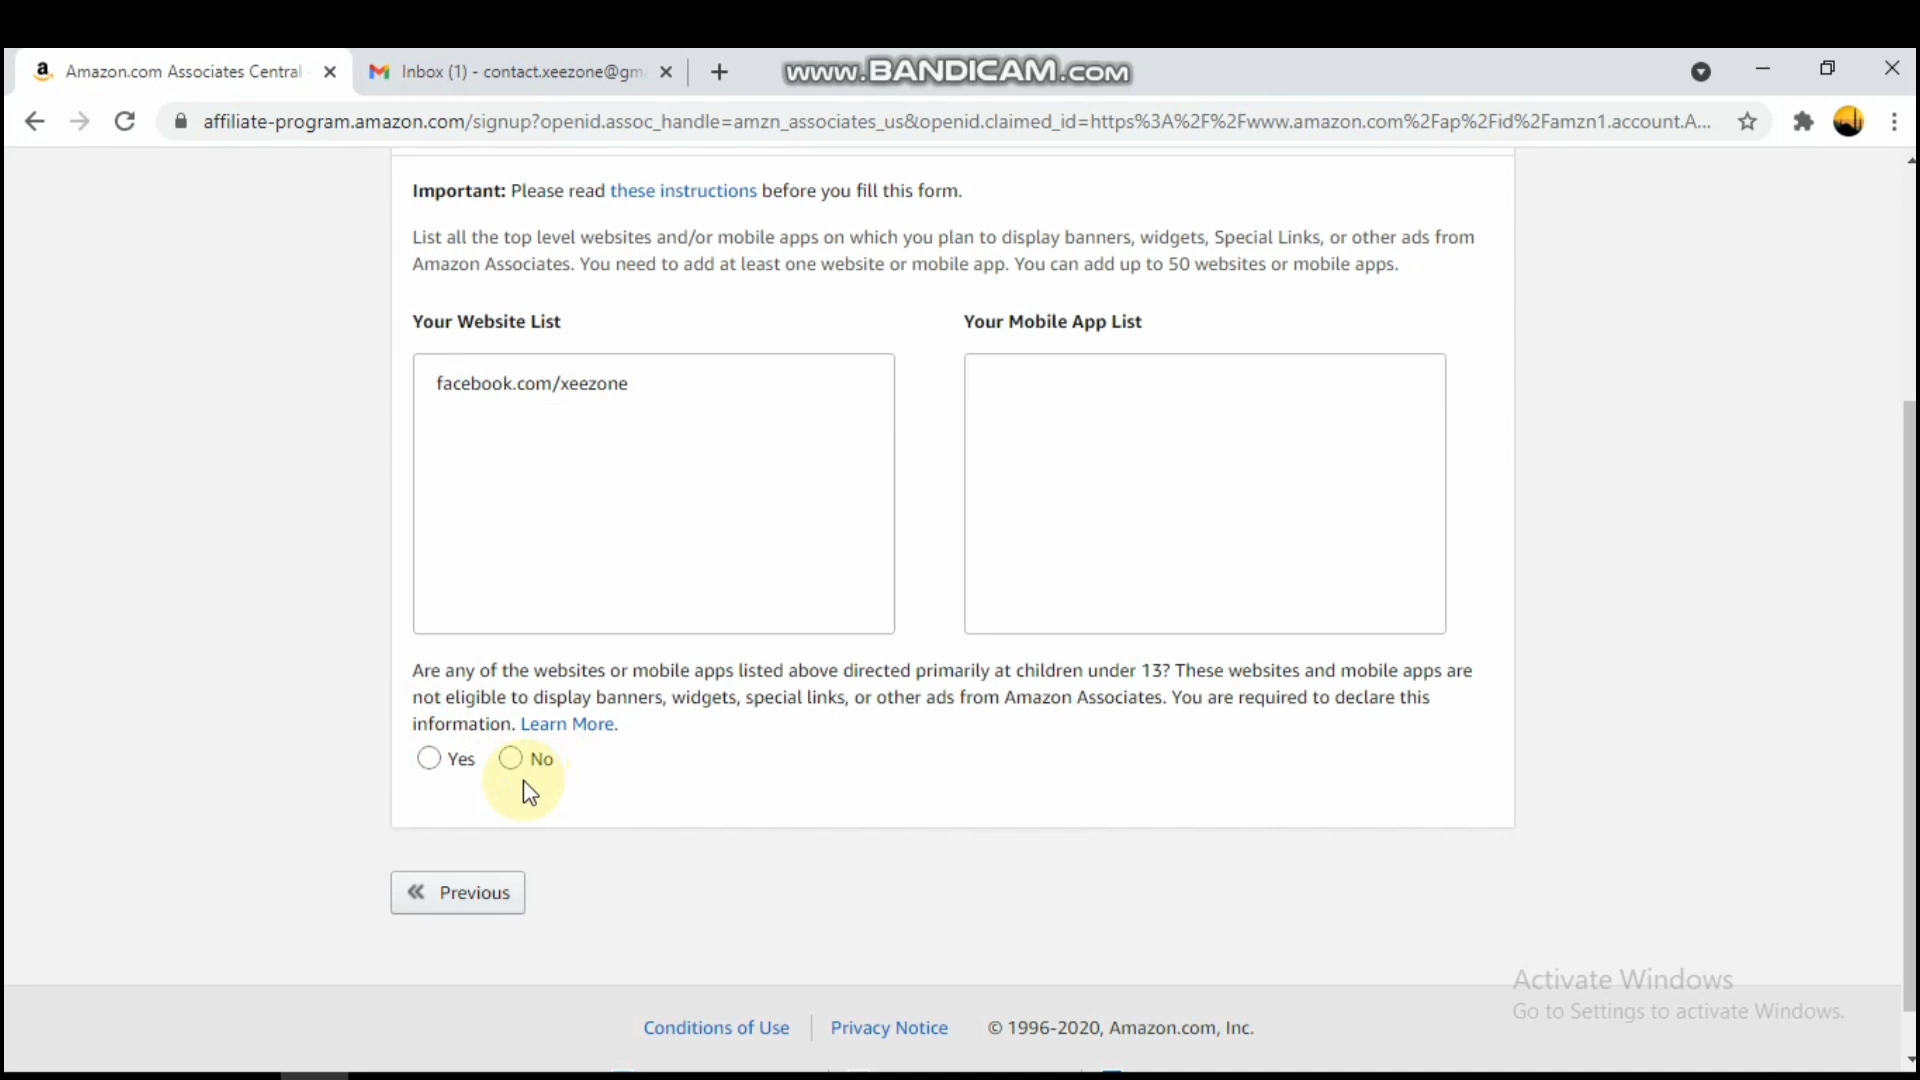 Amazon.com Associates Central
Inbox (1) - contact.xeezone@gm
www.BANDICAM.com
affiliate-program.amazon.com/signup?openid.assoc_handle=amzn_associates_us&openid.claimed_id=https%3A%2F%2Fwww.amazon.com%2Fap%2Fid%2Famzn1.account.A...
Important: Please read these instructions before you fill this form.
List all the top level websites and/or mobile apps on which you plan to display banners, widgets, Special Links, or other ads from
Amazon Associates. You need to add at least one website or mobile app. You can add up to 50 websites or mobile apps.
Your Website List
Your Mobile App List
facebook.com/xeezone
Are any of the websites or mobile apps listed above directed primarily at children under 13? These websites and mobile apps are
not eligible to display banners, widgets, special links, or other ads from Amazon Associates. You are required to declare this
information. Learn More.
Yes No
« Previous
Activate Windows
Go to Settings to activate Windows.
Conditions of Use Privacy Notice © 1996-2020, Amazon.com, Inc.